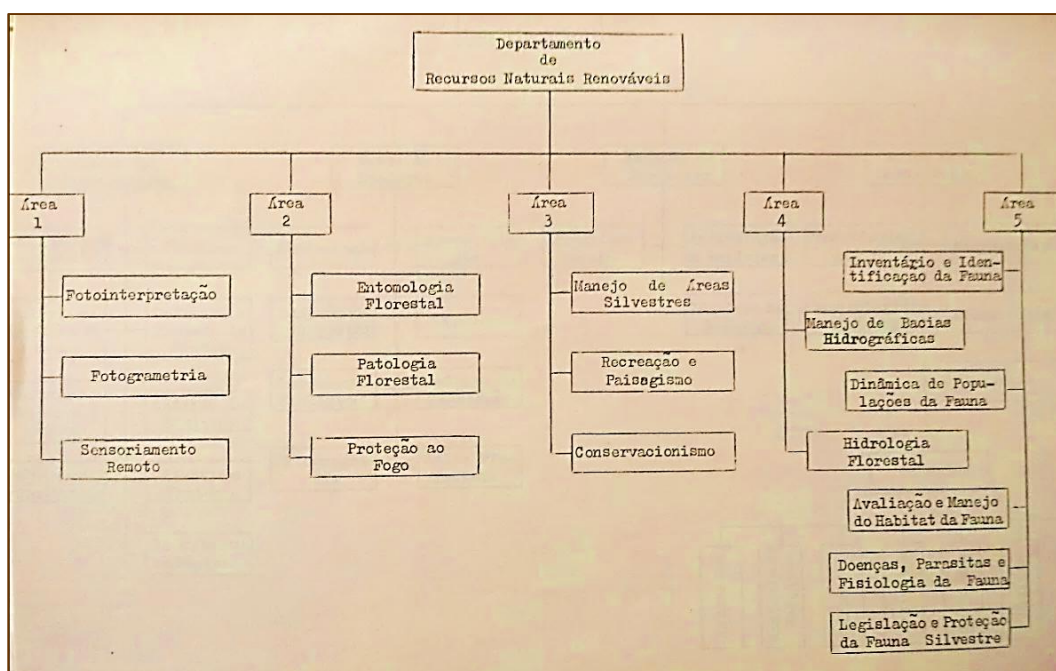 Departamento
de
Recursos Naturais Renováveis
Área
1
Fotointerpretação
Fotogrametria
Sensoriamento
Remoto
Área
2
Entomologia
Florestal
Patologia
Florestal
Proteção ao
Fogo
Área
3
Manejo de Áreas
Silvestres
Recreação e
Paisagismo
Conservacionismo
Área
4
Manejo de Bacias
Hidrográficas
Hidrologia
Florestal
Área
5
Inventário e Iden-
tificação da Fauna
Dinâmica de Popu-
lações da Fauna
Avaliação e Manejo
do Habitat da Fauna
Doenças, Parasitas e
Fisiologia da Fauna
Legislação e Proteção
da Fauna Silvestre